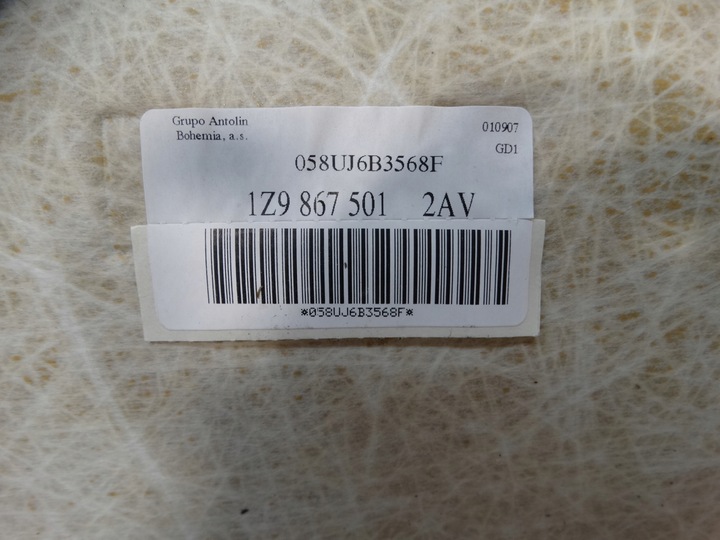 Grupo Antolin
Bohemia, a.s.
010907
GD1
058UJ6B3568F
1Z9 867 501 2AV
*058UJ6B3568F*